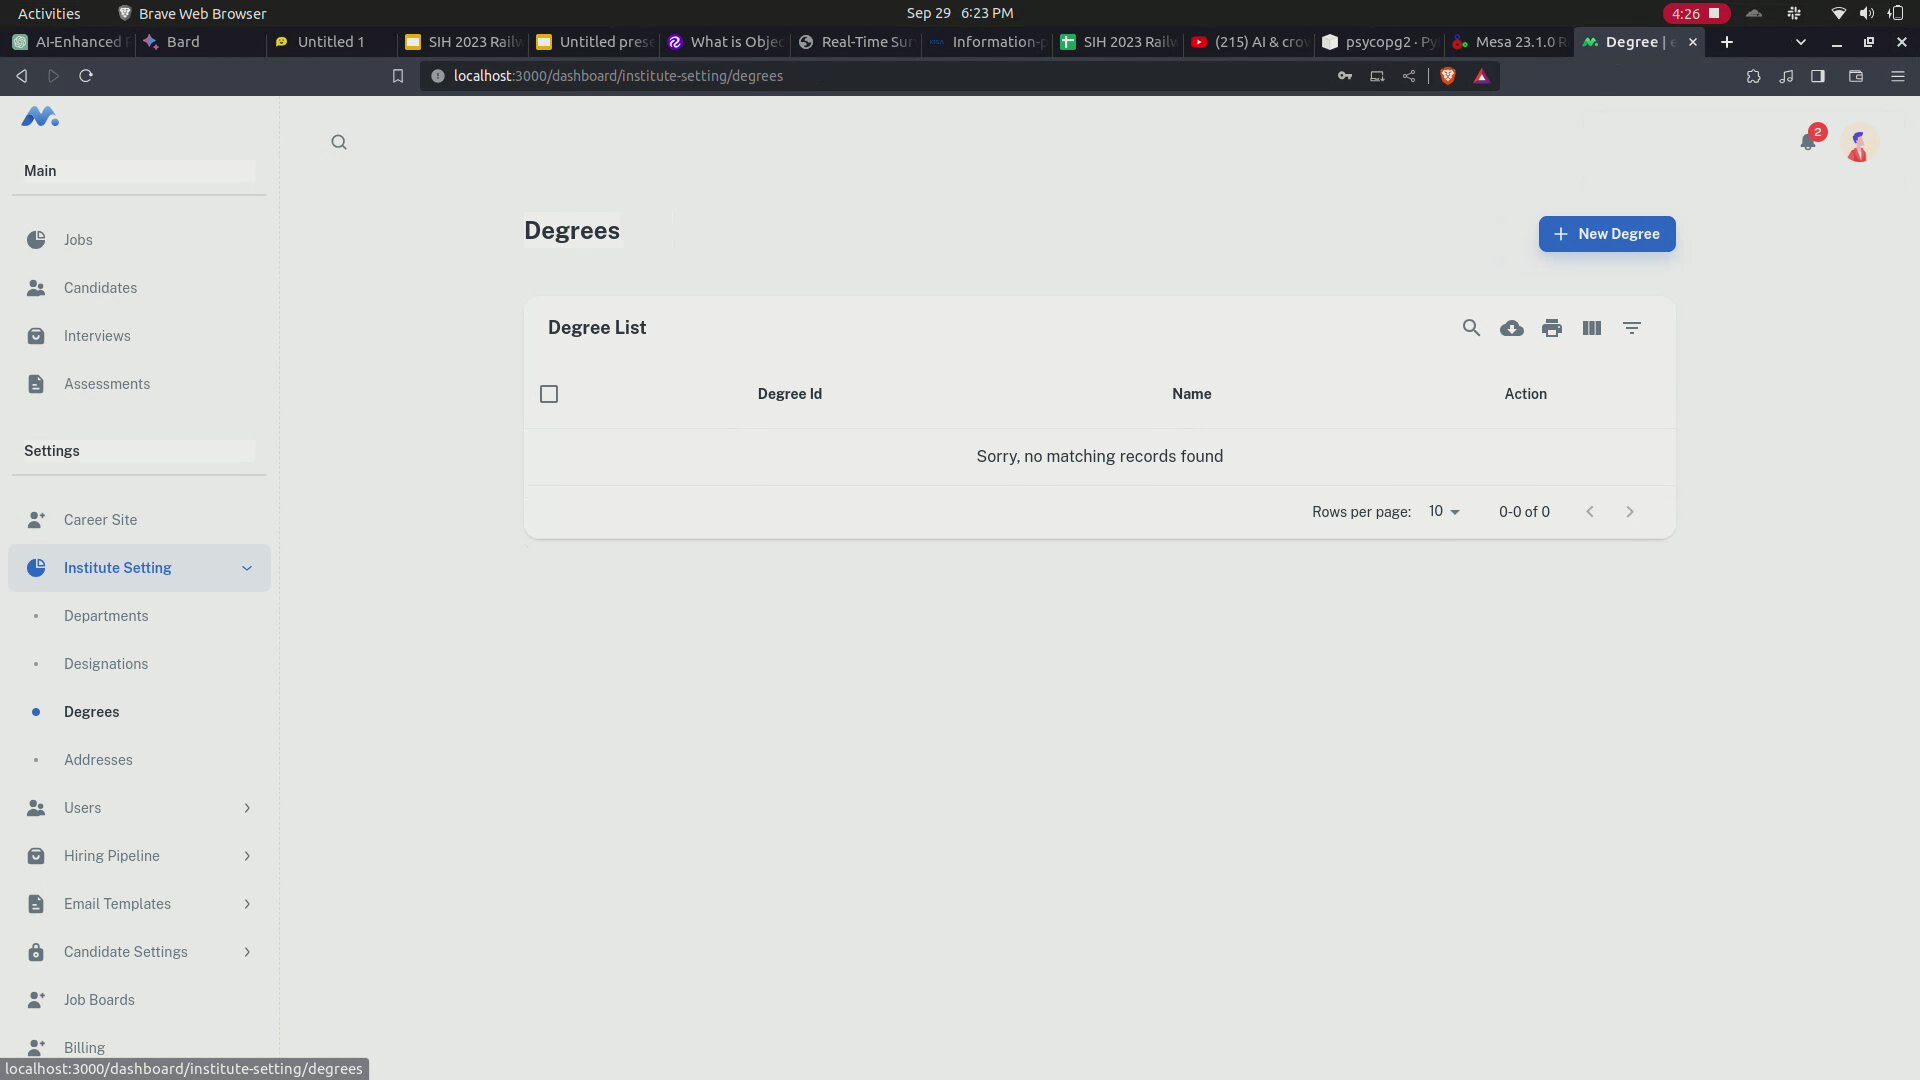 Activities
Brave Web Browser
Sep 29 6:23 PM
4:26
AI-Enhanced
Bard
Untitled 1
SIH 2023 Railw
Untitled prese
What is Objec
Real-Time Sur
Information-p
SIH 2023 Railw
(215) AI & crow
psycopg2 · Py
Mesa 23.1.0 R
Degree |
localhost:3000/dashboard/institute-setting/degrees
2
Main
Jobs
Candidates
Interviews
Assessments
Settings
Career Site
Institute Setting
Departments
Designations
Degrees
Addresses
Users
Hiring Pipeline
Email Templates
Candidate Settings
Job Boards
Billing
Degrees
New Degree
Degree List
Degree Id Name Action
Sorry, no matching records found
Rows per page: 10 0-0 of 0
localhost:3000/dashboard/institute-setting/degrees